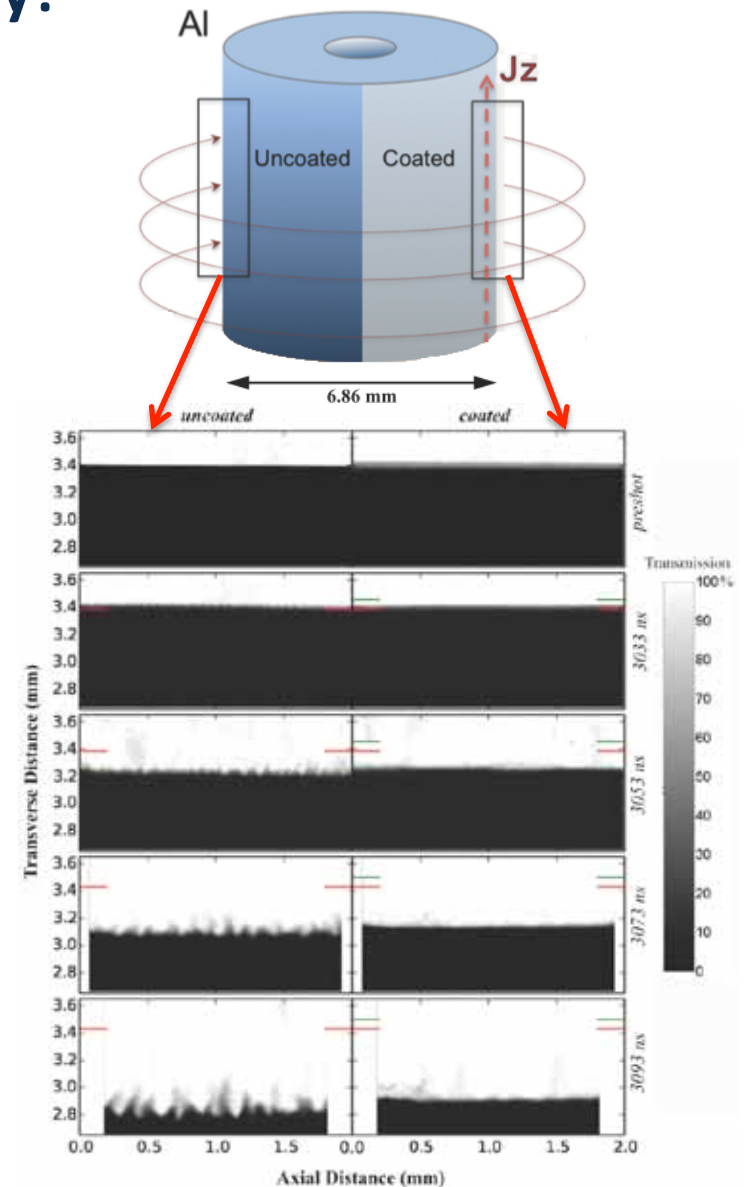 y.
Al
Jz
Uncoated Coated
6.86 mm
uncoated coated
3.6
3.4
3.2
3.0
2.8
preshot
Transmission
100%
90
80
70
60
50
40
30
20
10
0
3.6
3.4
3.2
3.0
2.8
3033 ns
3.6
3.4
3.2
3.0
2.8
3053 ns
Transverse Distance (mm)
3.6
3.4
3.2
3.0
2.8
3073 ns
3.6
3.4
3.2
3.0
2.8
3093 ns
0.0 0.5 1.0 1.5 0.0 0.5 1.0 1.5 2.0
Axial Distance (mm)